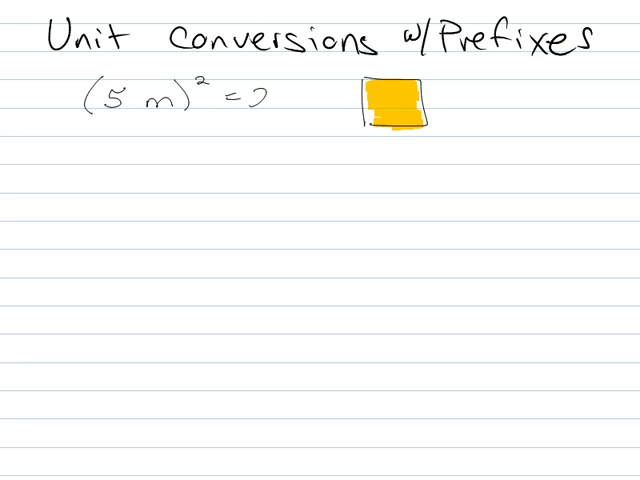 Unit conversions w/ Prefixes
(5 m)² = ?